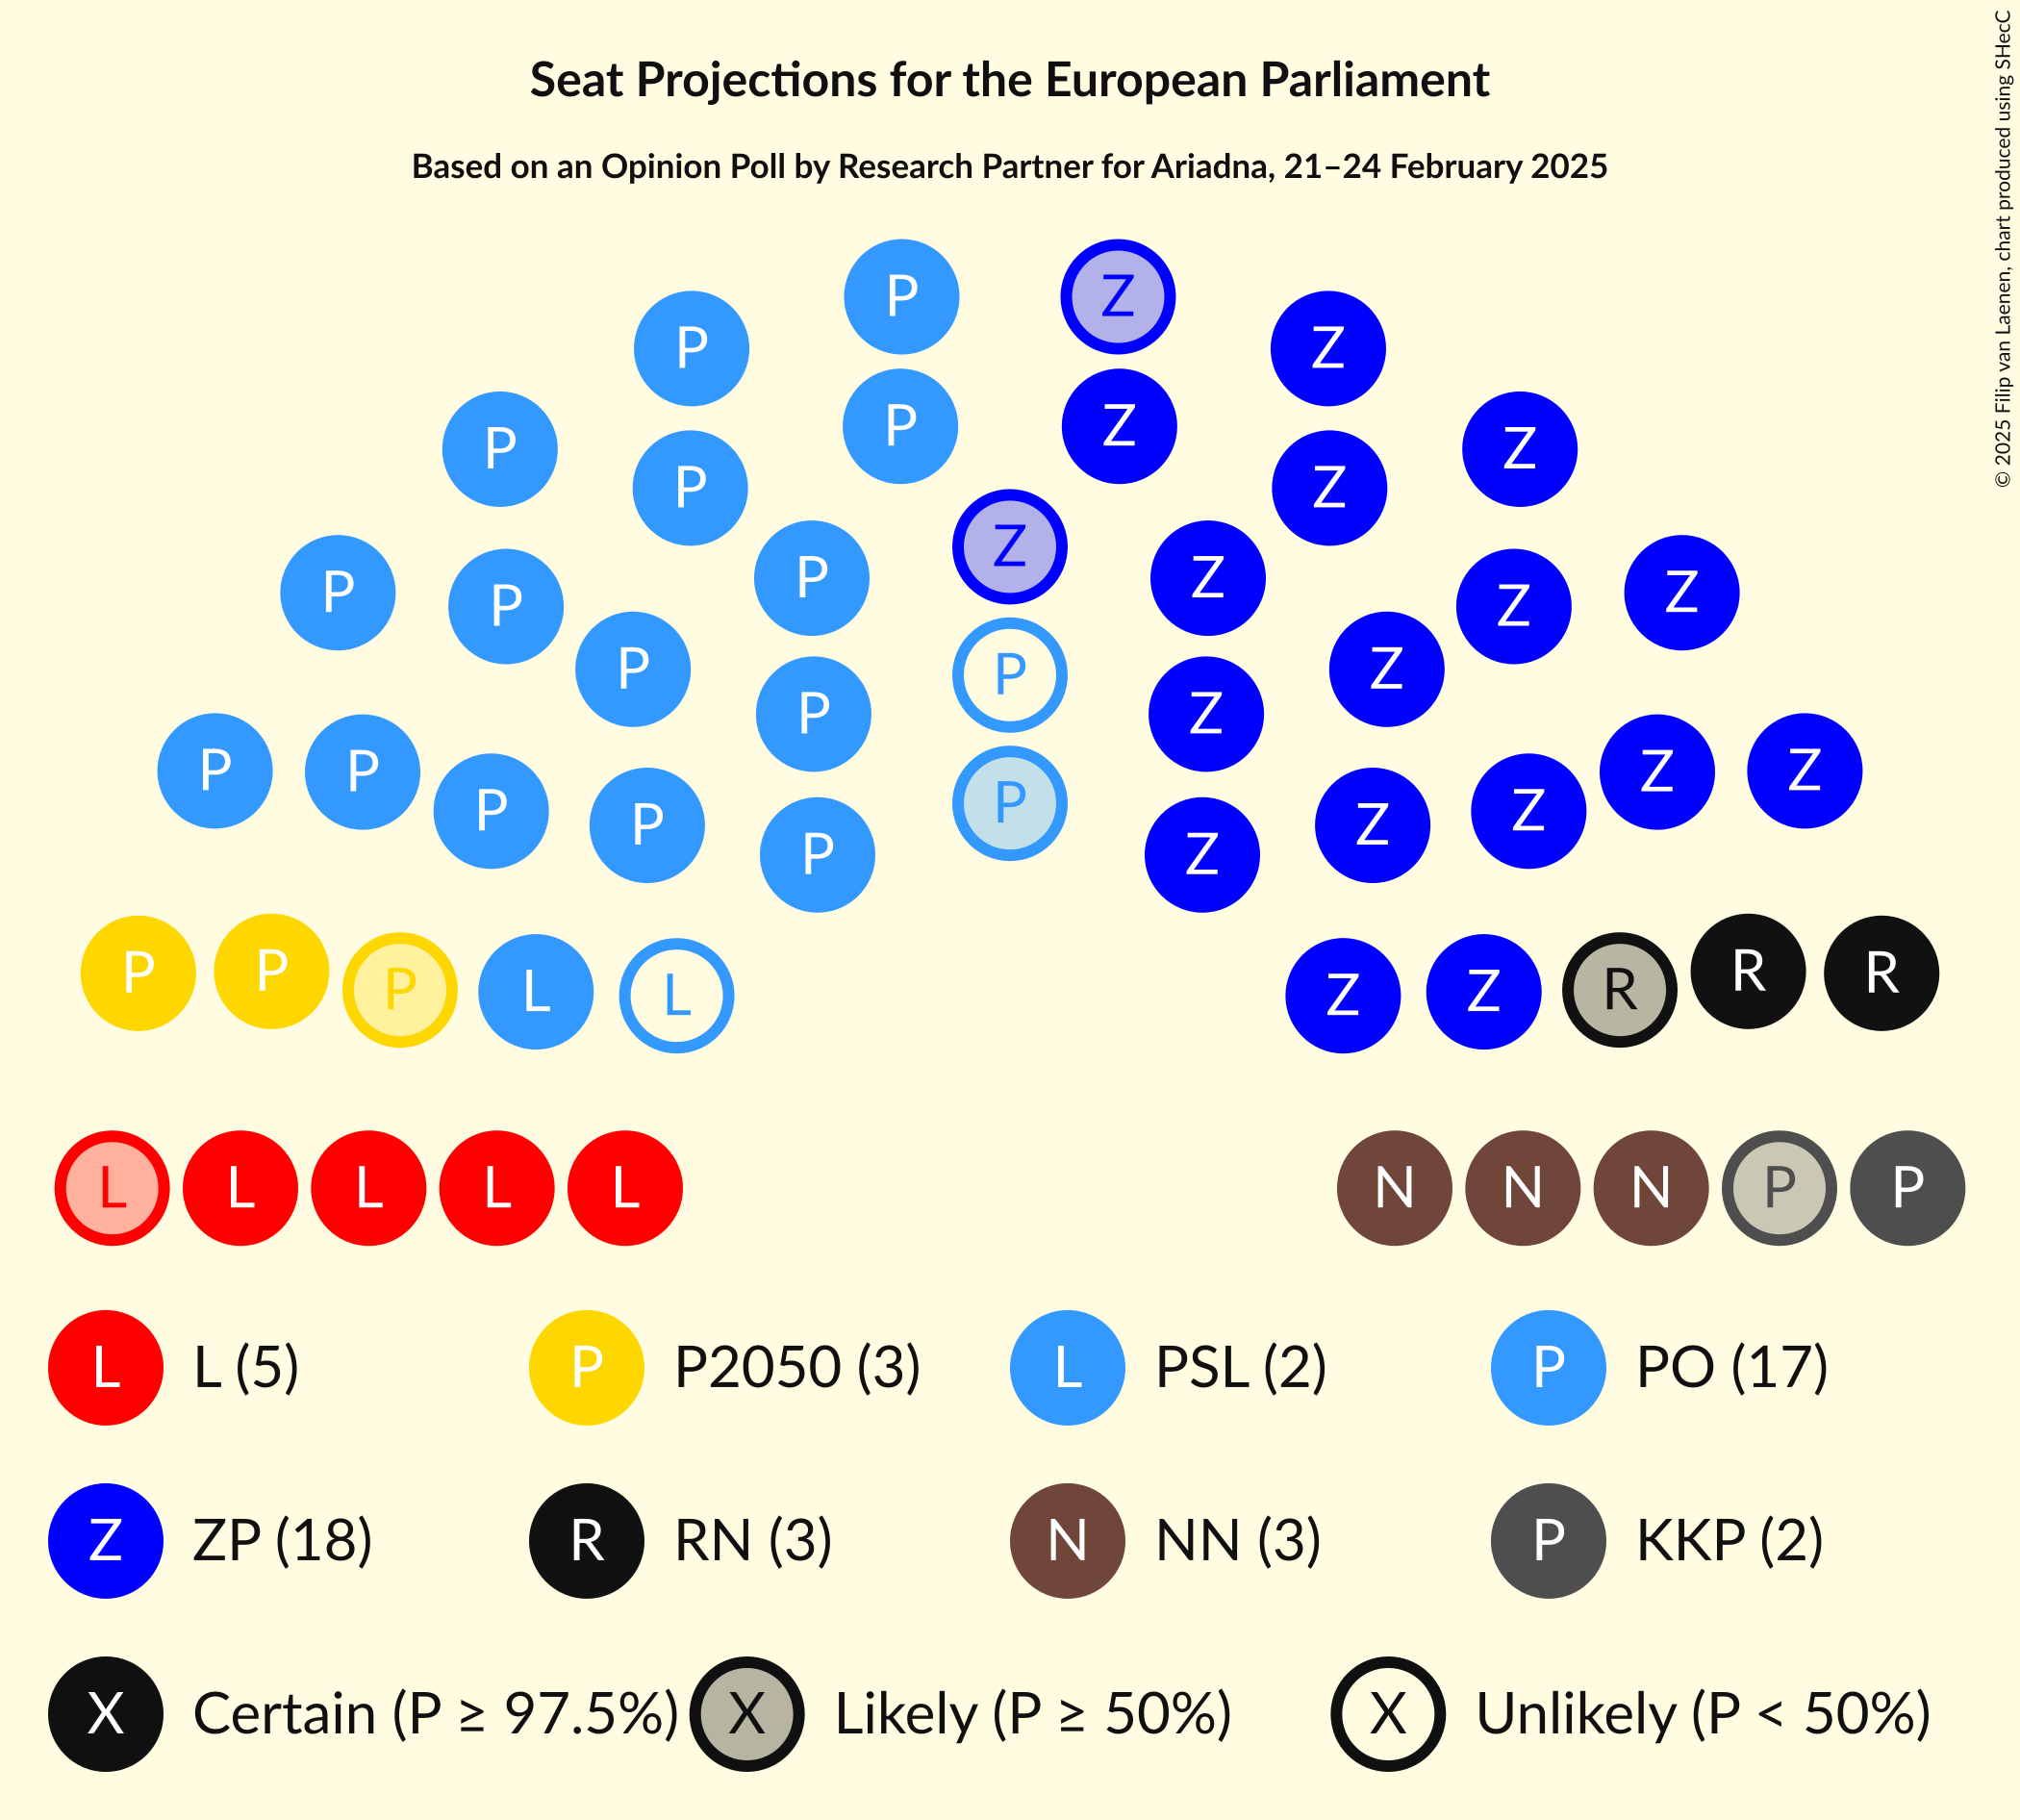 Seat Projections for the European Parliament
Based on an Opinion Poll by Research Partner for Ariadna, 21–24 February 2025
© 2025 Filip van Laenen, chart produced using SHecC
P Z
P Z
P Z
P Z
P Z
Z
P Z
P Z
P Z
P Z
P
P Z
P Z
P Z
P
P Z
P Z
P Z
P Z
P P P L L Z Z R R R
L L L L L N N N P P
L L (5) P P2050 (3) L PSL (2) P PO (17)
Z ZP (18) R RN (3) N NN (3) P KKP (2)
X Certain (P ≥ 97.5%) X Likely (P ≥ 50%) X Unlikely (P < 50%)